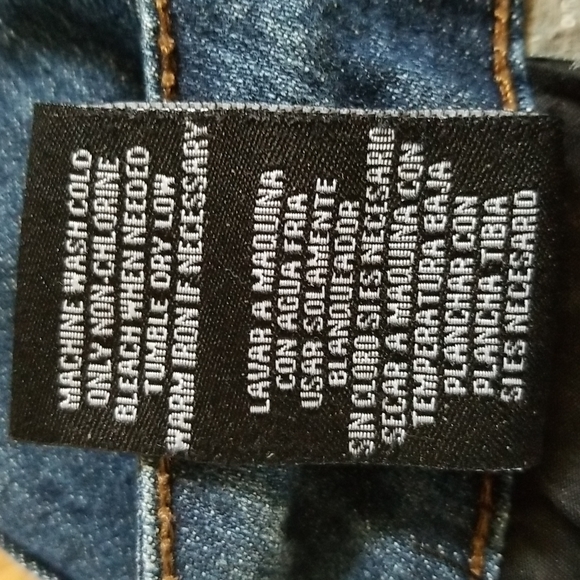 MACHINE WASH COLD
ONLY NON-CHLORINE
BLEACH WHEN NEEDED
TUMBLE DRY LOW
WARM IRON IF NECESSARY
LAVAR A MAQUINA
CON AGUA FRIA
USAR SOLAMENTE
BLANQUEADOR
SIN CLORO SI ES NECESARIO
SECAR A MAQUINA CON
TEMPERATURA BAJA
PLANCHAR CON
PLANCHA TIBA
SI ES NECESARIO